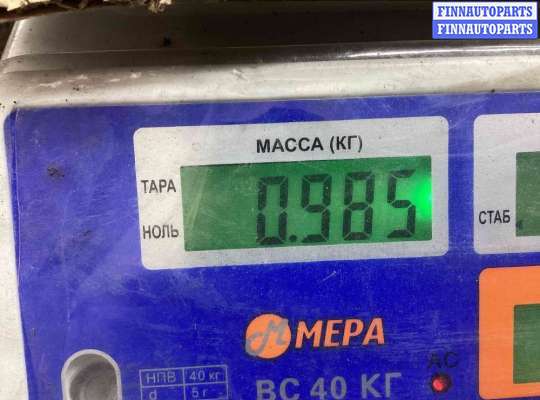 FINNAUTOPARTS
FINNAUTOPARTS
МАССА (КГ)
ТАРА
0.985
НОЛЬ
СТАБ
М МЕРА
AC
НПВ 40 кг
d 5 г
ВС 40 КГ